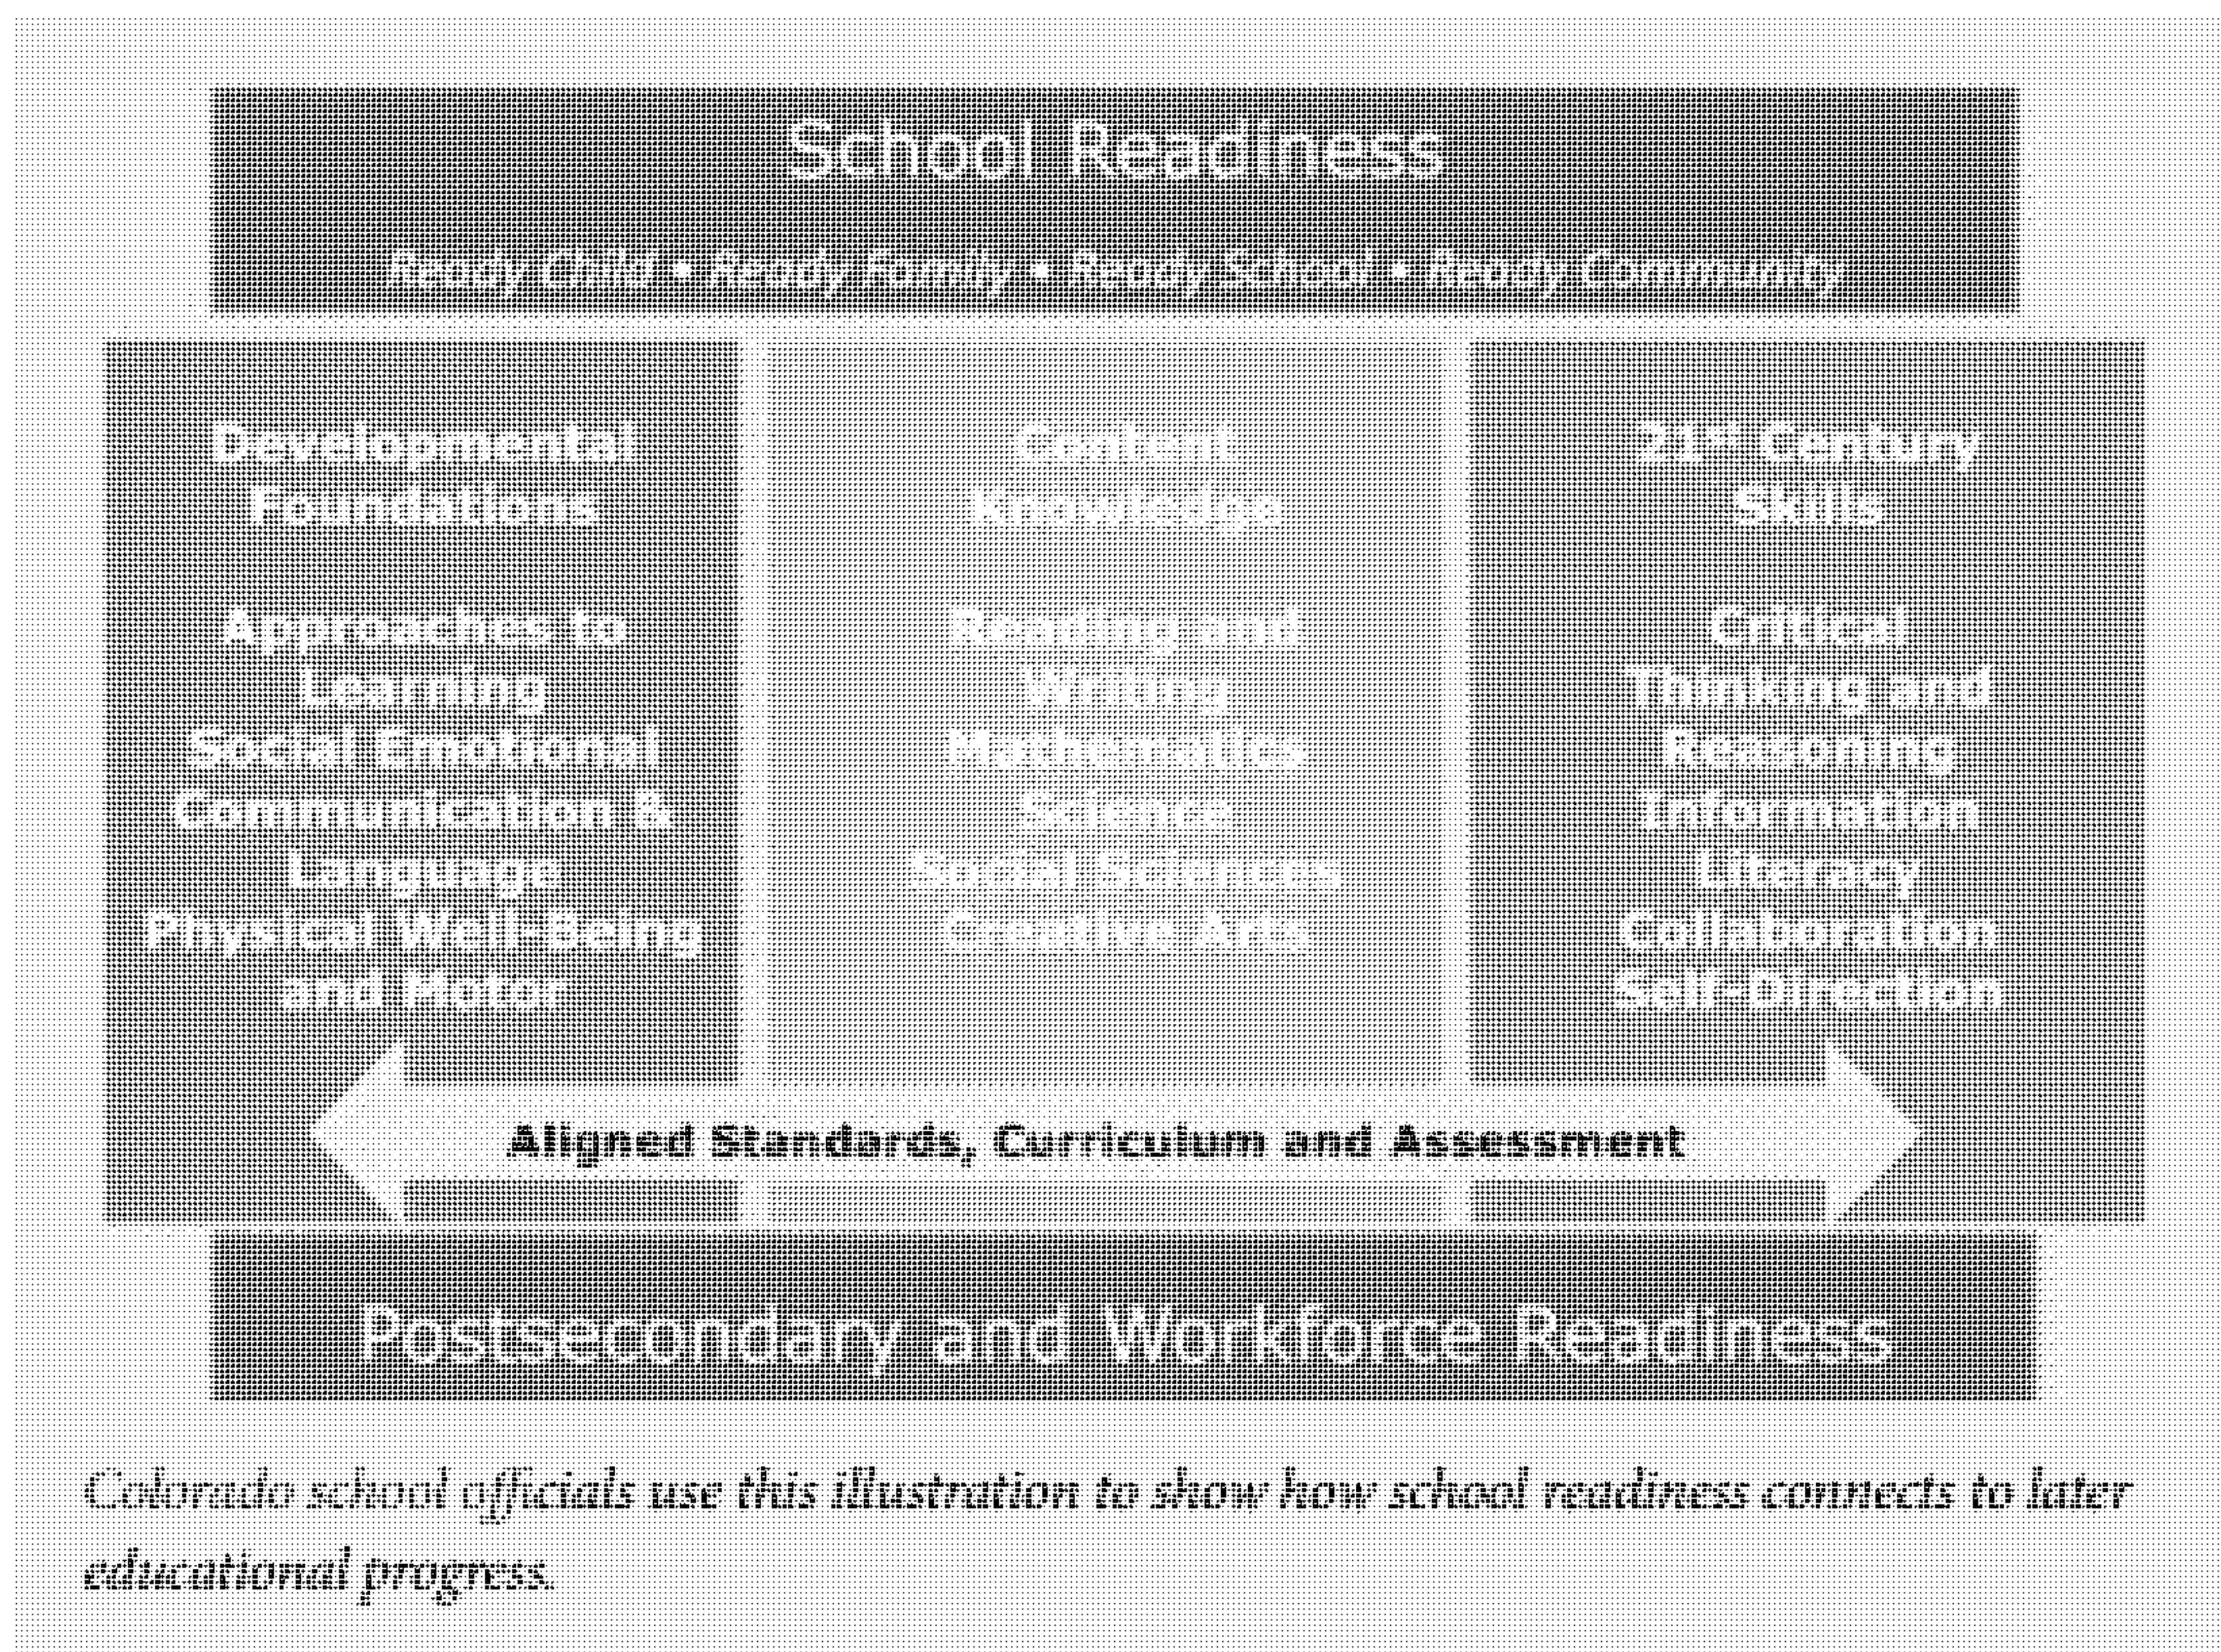 School Readiness
Ready Child • Ready Family • Ready School • Ready Community
Developmental
Foundations
Approaches to
Learning
Social Emotional
Communication &
Language
Physical Well-Being
and Motor
Content
Knowledge
Reading and
Writing
Mathematics
Science
Social Sciences
Creative Arts
21st Century
Skills
Critical
Thinking and
Reasoning
Information
Literacy
Collaboration
Self-Direction
Aligned Standards, Curriculum and Assessment
Postsecondary and Workforce Readiness
Colorado school officials use this illustration to show how school readiness connects to later
educational progress.